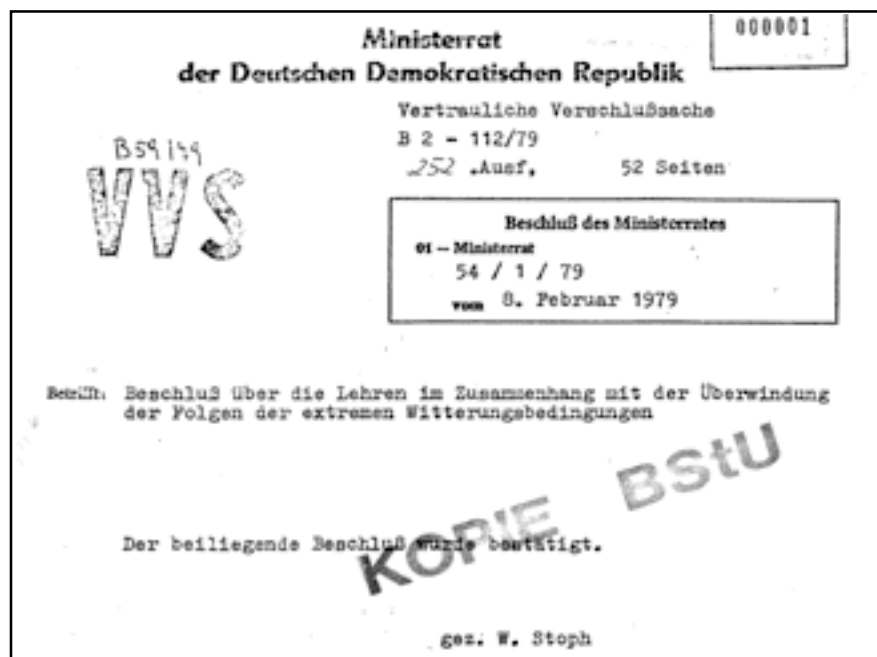 000001
Ministerrat
der Deutschen Demokratischen Republik
Vertrauliche Verschlußsache
B 2 - 112/79
252 .Ausf. 52 Seiten
VVS
Beschluß des Ministerrates
01 — Ministerrat
54 / 1 / 79
vom 8. Februar 1979
Betrifft: Beschluß über die Lehren im Zusammenhang mit der Überwindung
der Folgen der extremen Witterungsbedingungen
KOPIE BStU
Der beiliegende Beschluß wurde bestätigt.
gez. W. Stoph